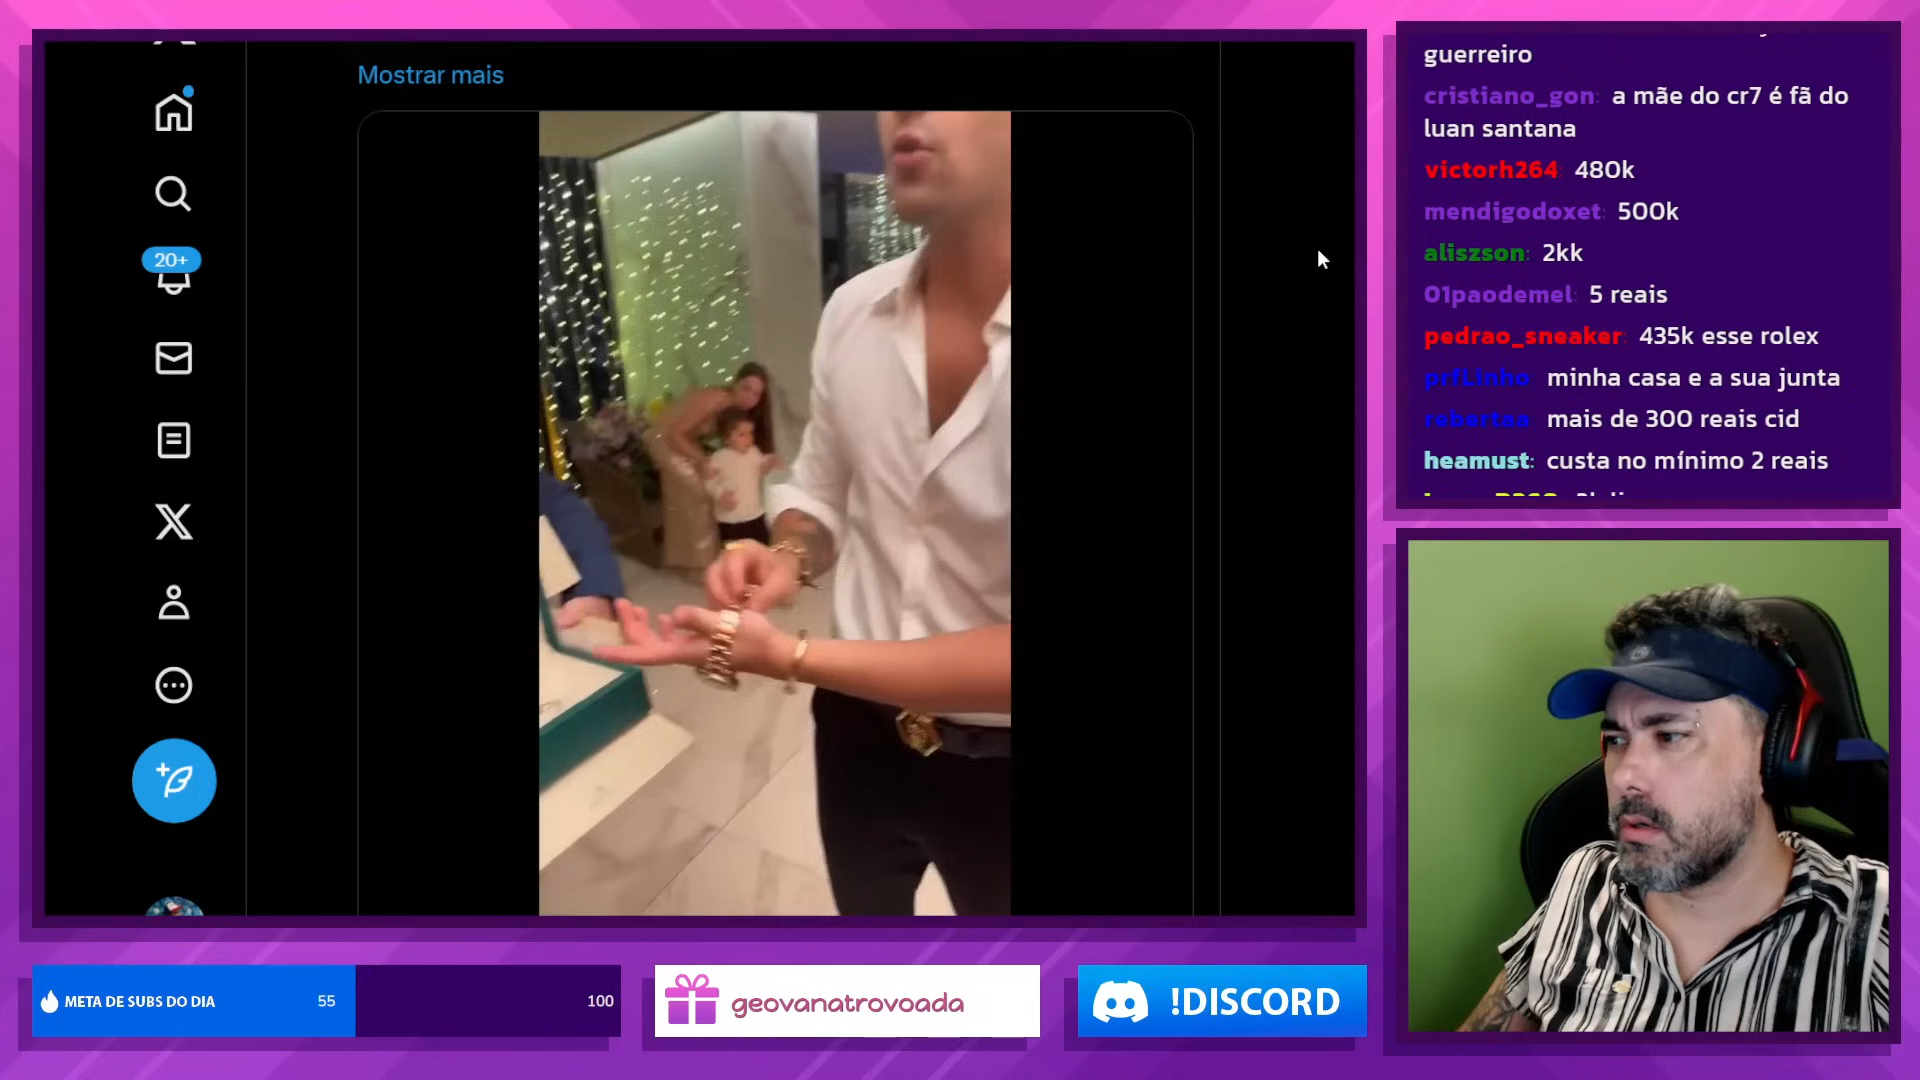 Mostrar mais
20+
guerreiro
cristiano_gon: a mãe do cr7 é fã do
luan santana
victorh264: 480k
mendigodoxet: 500k
aliszson: 2kk
01paodemel: 5 reais
pedrao_sneaker: 435k esse rolex
prfLinho: minha casa e a sua junta
rebertaa: mais de 300 reais cid
heamust: custa no mínimo 2 reais
META DE SUBS DO DIA 55 100
geovanatrovoada
!DISCORD